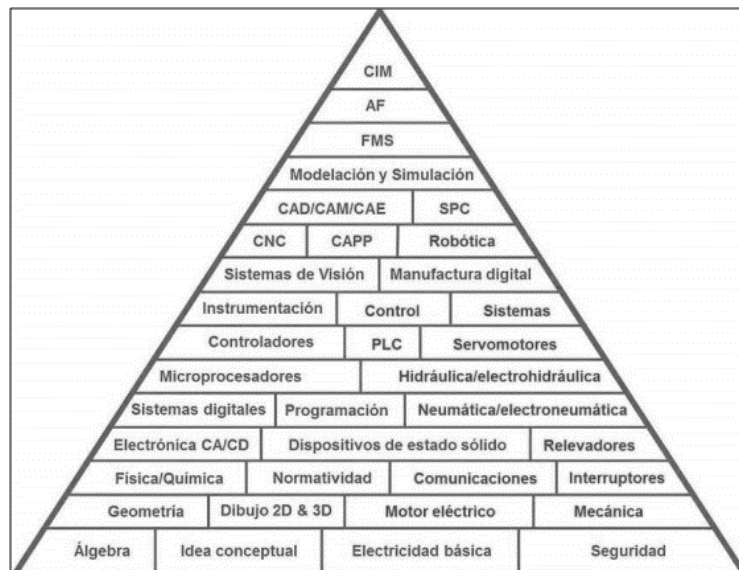 CIM
AF
FMS
Modelación y Simulación
CAD/CAM/CAE SPC
CNC CAPP Robótica
Sistemas de Visión Manufactura digital
Instrumentación Control Sistemas
Controladores PLC Servomotores
Microprocesadores Hidráulica/electrohidráulica
Sistemas digitales Programación Neumática/electroneumática
Electrónica CA/CD Dispositivos de estado sólido Relevadores
Física/Química Normatividad Comunicaciones Interruptores
Geometría Dibujo 2D & 3D Motor eléctrico Mecánica
Álgebra Idea conceptual Electricidad básica Seguridad